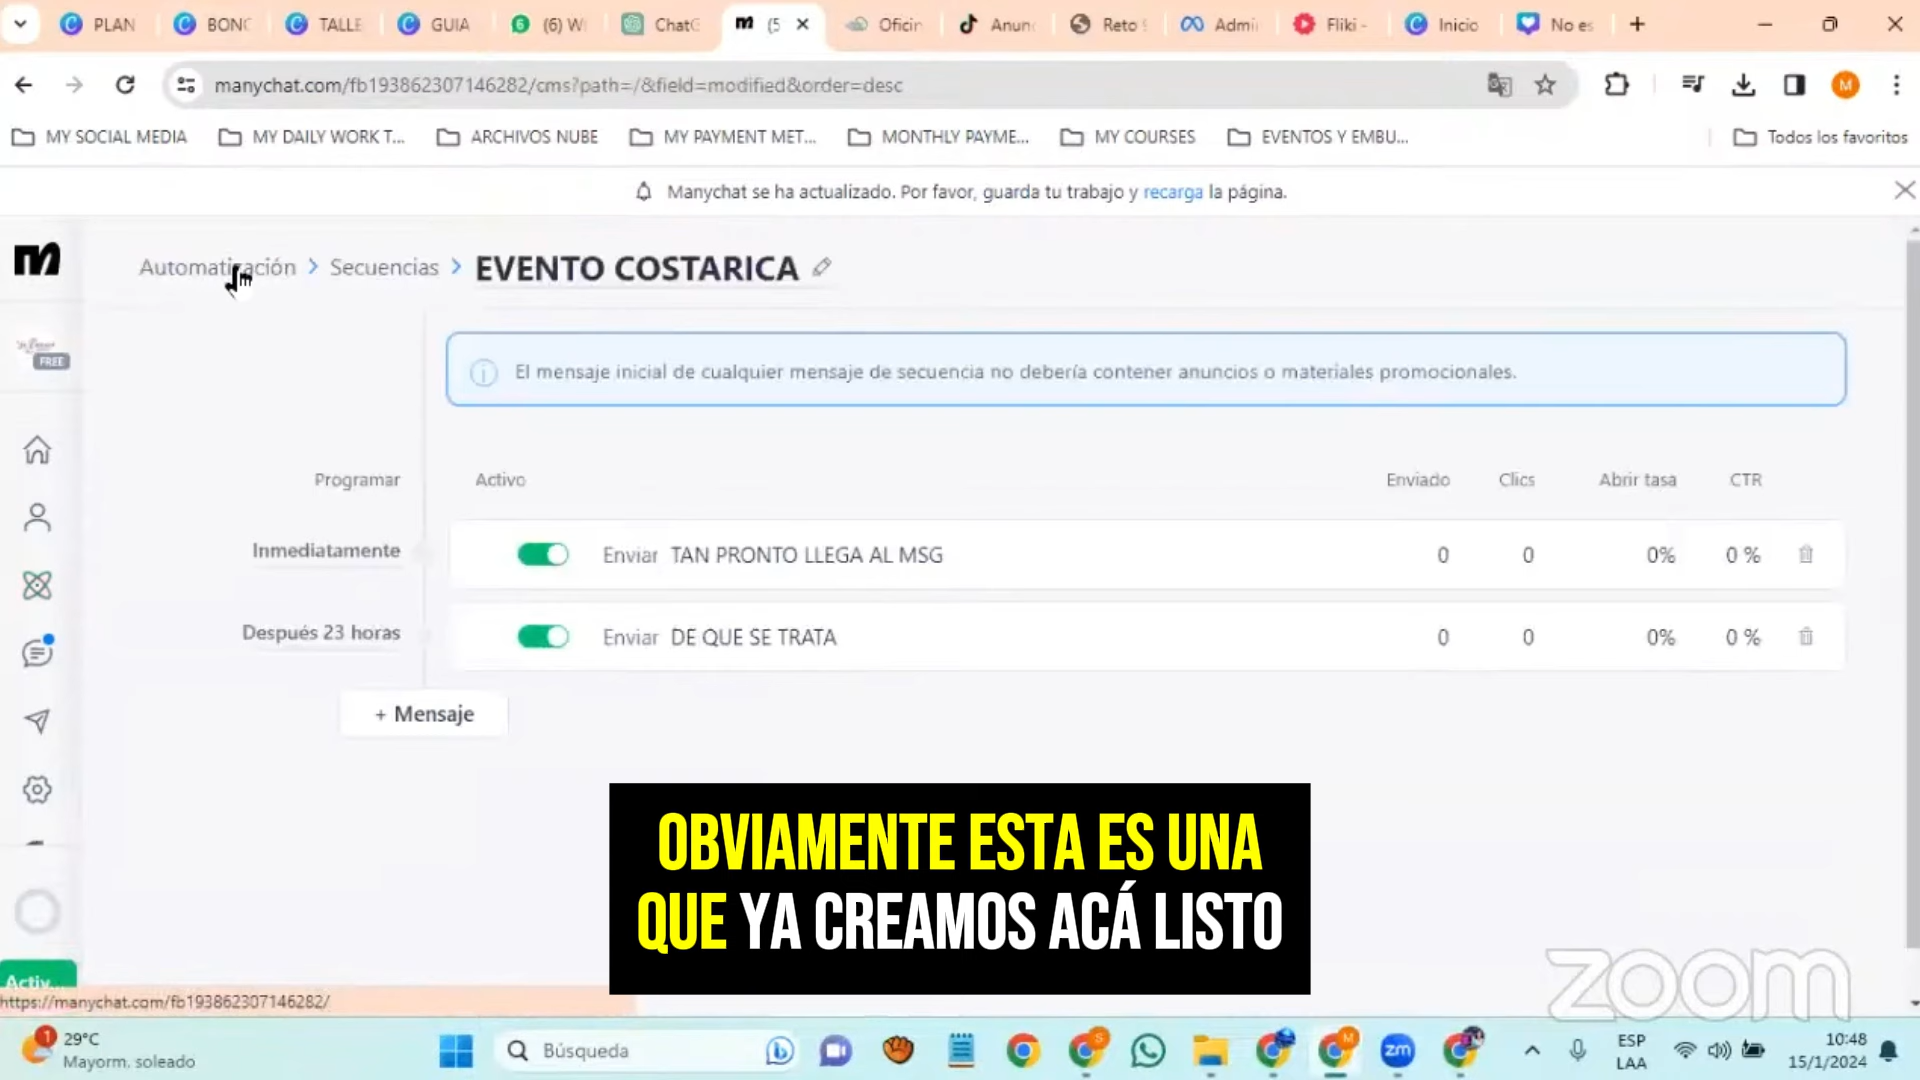 PLAN
BONC
TALLE
GUIA
(6) W
ChatG
(5
Oficin
Anun
Reto
Admi
Fliki -
Inicio
No es
manychat.com/fb193862307146282/cms?path=/&field=modified&order=desc
M
MY SOCIAL MEDIA
MY DAILY WORK T...
ARCHIVOS NUBE
MY PAYMENT MET...
MONTHLY PAYME...
MY COURSES
EVENTOS Y EMBU...
Todos los favoritos
Manychat se ha actualizado. Por favor, guarda tu trabajo y recarga la página.
Automatización > Secuencias > EVENTO COSTARICA
FREE
El mensaje inicial de cualquier mensaje de secuencia no debería contener anuncios o materiales promocionales.
Programar Activo Enviado Clics Abrir tasa CTR
Inmediatamente Enviar TAN PRONTO LLEGA AL MSG 0 0 0% 0 %
Después 23 horas Enviar DE QUE SE TRATA 0 0 0% 0 %
+ Mensaje
OBVIAMENTE ESTA ES UNA
QUE YA CREAMOS ACÁ LISTO
zoom
Activ...
https://manychat.com/fb193862307146282/
1
29°C
Mayorm. soleado
Búsqueda
zm
ESP
LAA
10:48
15/1/2024